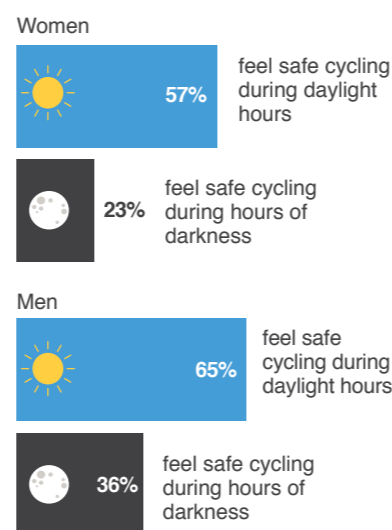 Women
57%
feel safe cycling
during daylight
hours
23%
feel safe cycling
during hours of
darkness
Men
65%
feel safe
cycling during
daylight hours
36%
feel safe cycling
during hours of
darkness